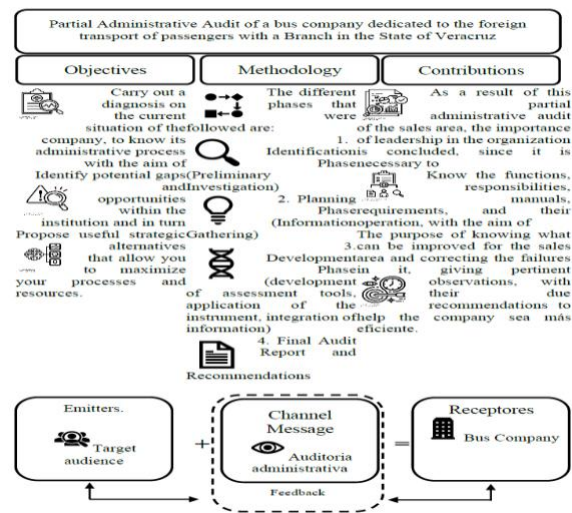 Partial Administrative Audit of a bus company dedicated to the foreign
transport of passengers with a Branch in the State of Veracruz
Objectives
Carry out a
diagnosis on
the current
situation of the
company, to know its
administrative process
with the aim of
Identify potential gaps
and
opportunities
within the
institution and in turn
Propose useful strategic
alternatives
that allow you
to maximize
your processes and
resources.
Methodology
The different
phases that
were
followed are:
1.
Identification
Phase
(Preliminary
Investigation)
2. Planning
Phase
(Information
Gathering)
3.
Development
Phase
(development
of assessment tools,
application of the
instrument, integration of
information)
4. Final Audit
Report and
Recommendations
Contributions
As a result of this
partial
administrative audit
of the sales area, the importance
of leadership in the organization
is concluded, since it is
necessary to
Know the functions,
responsibilities,
manuals,
requirements, and their
operation, with the aim of
The purpose of knowing what
can be improved for the sales
area and correcting the failures
in it, giving pertinent
observations, with
their due
recommendations to
help the company sea más
eficiente.
Emitters.
Target
audience
+
Channel
Message
Auditoria
administrativa
Feedback
=
Receptores
Bus Company